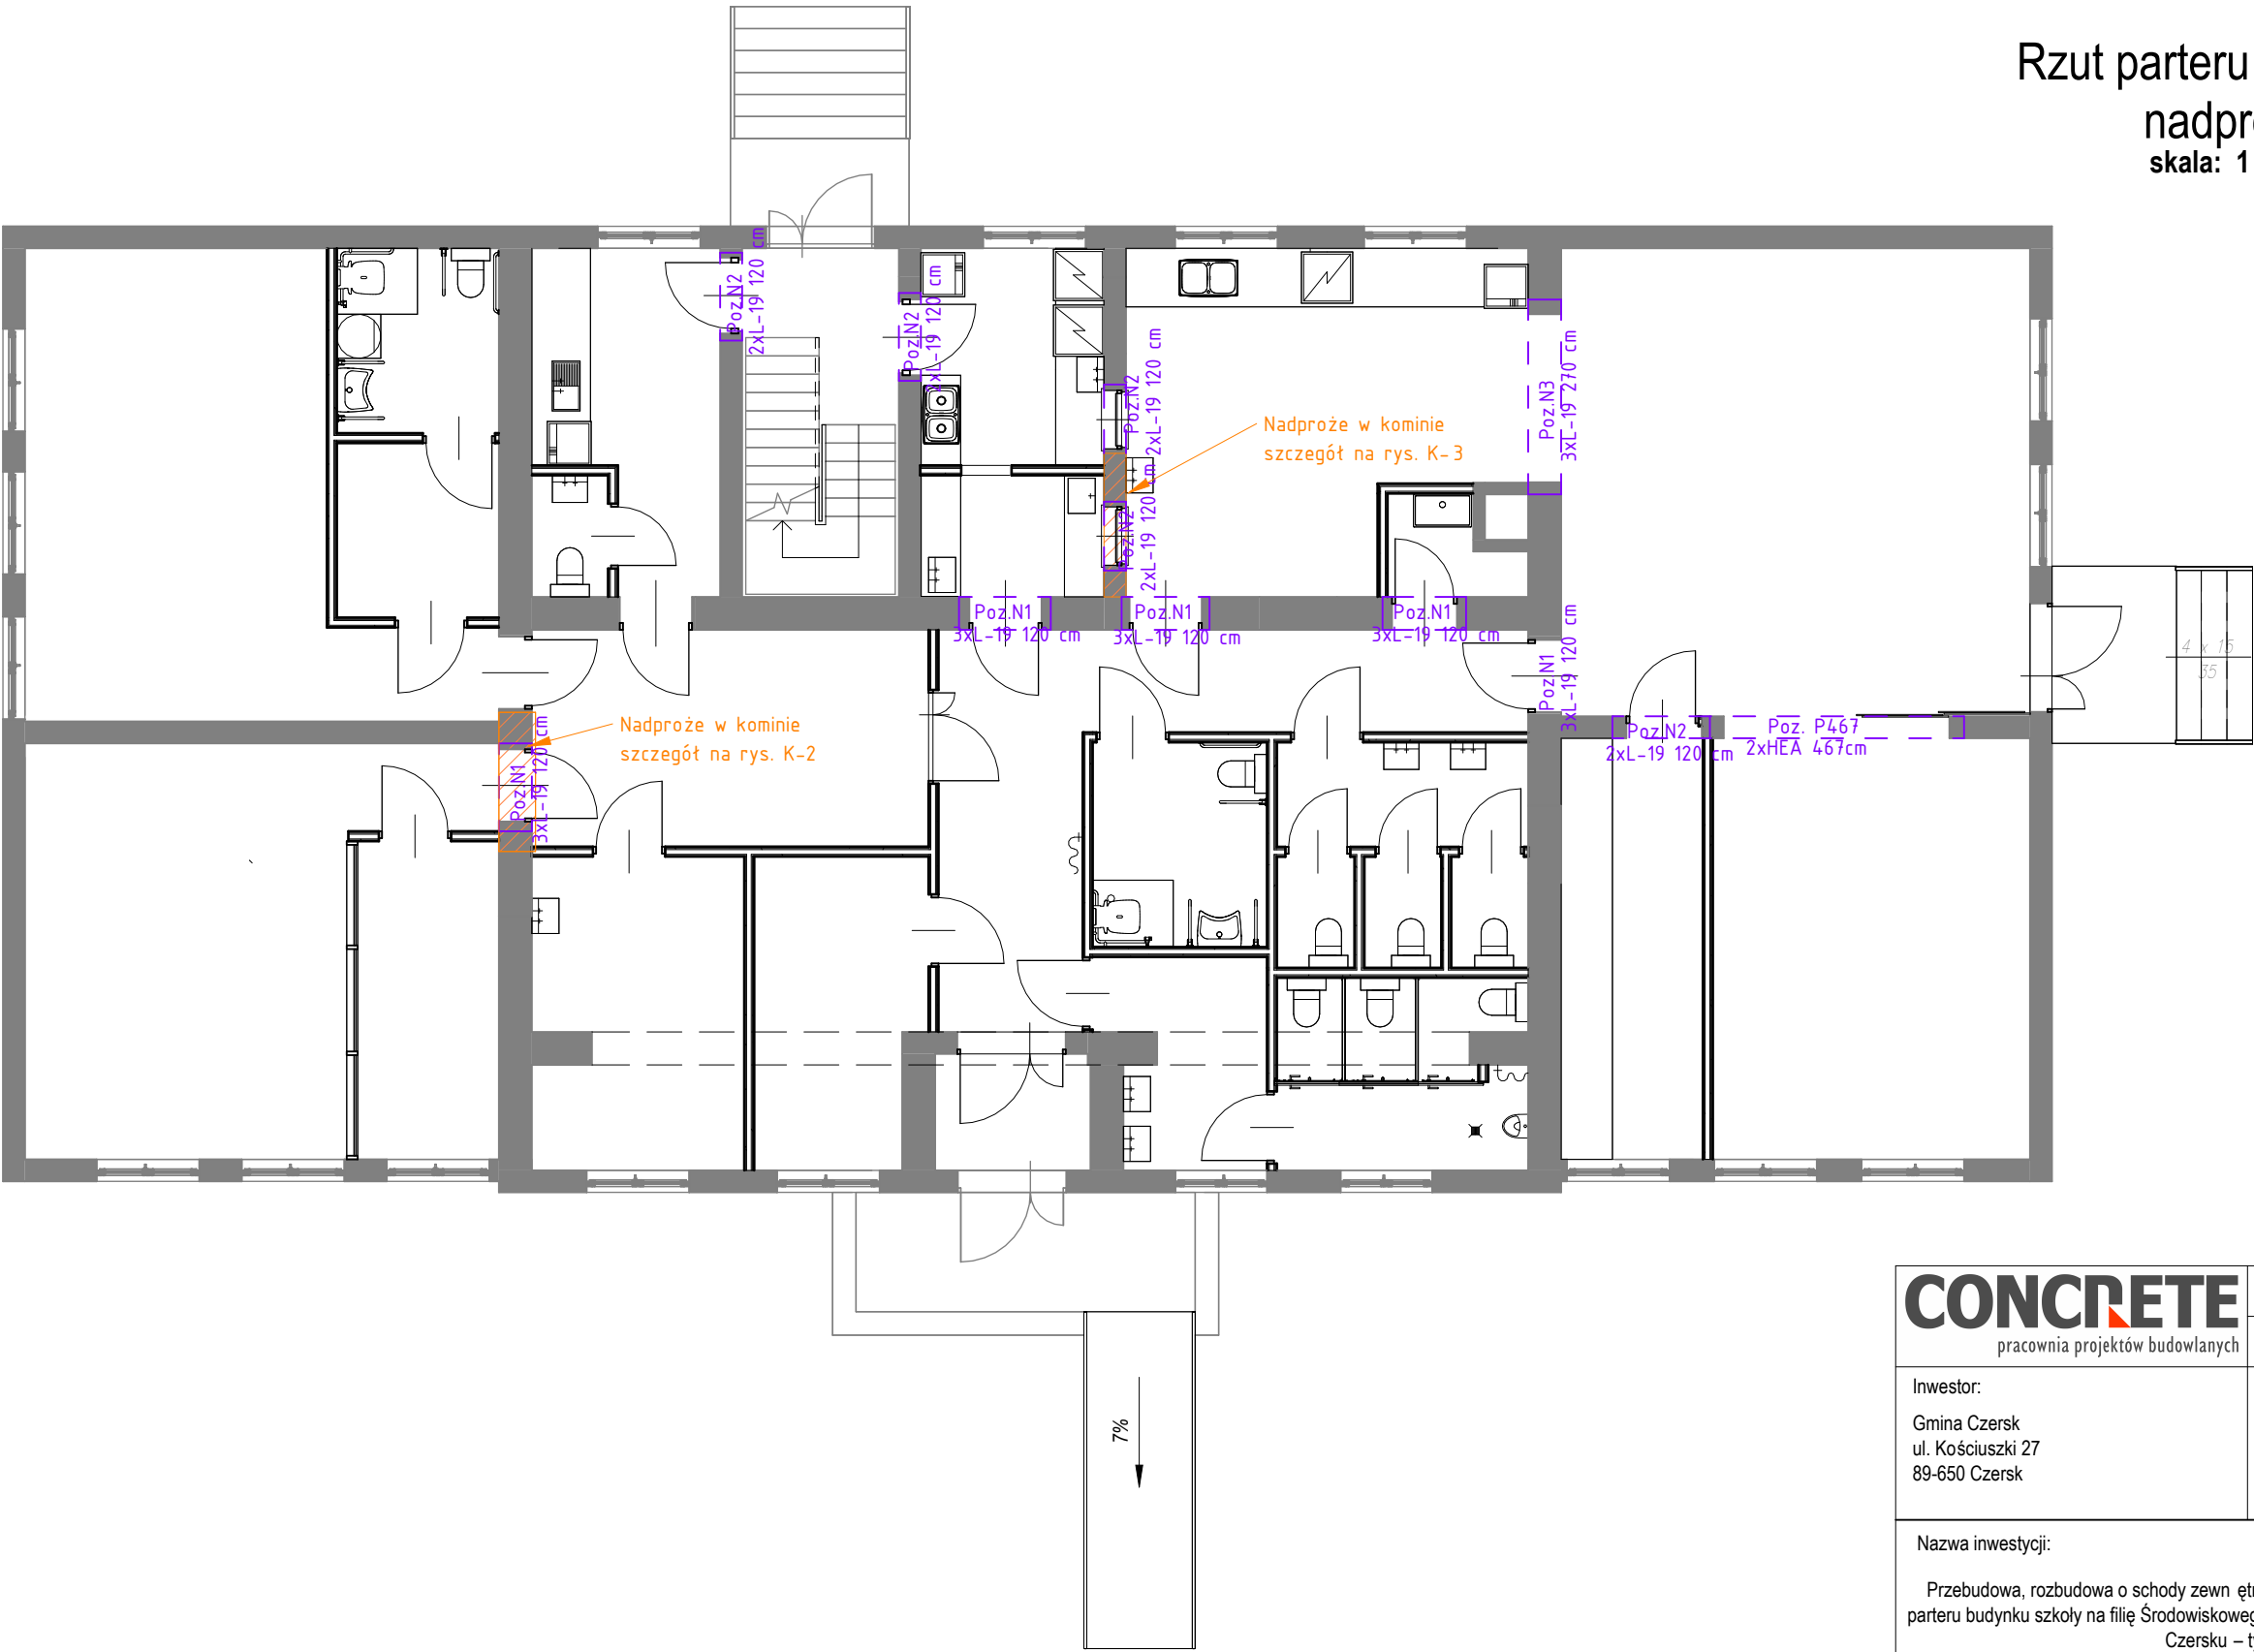 Rzut parteru
nadpr
skala: 1
Poz.N2
2xL-19 120 cm
Poz.N2
2xL-19 120 cm
Poz.N2
2xL-19 120 cm
Poz.N2
2xL-19 120 cm
Nadproże w kominie
szczegół na rys. K-3
Poz.N3
3xL-19 270 cm
Poz.N1
3xL-19 120 cm
Poz.N1
3xL-19 120 cm
Poz.N1
3xL-19 120 cm
Poz.N1
3xL-19 120 cm
4 x 15
35
Nadproże w kominie
szczegół na rys. K-2
Poz.N1
3xL-19 120 cm
Poz.N2
2xL-19 120 cm
Poz. P467
2xHEA 467cm
7%
CONCRETE
pracownia projektów budowlanych
Inwestor:
Gmina Czersk
ul. Kościuszki 27
89-650 Czersk
Nazwa inwestycji:
Przebudowa, rozbudowa o schody zewn ętr
parteru budynku szkoły na filię Środowiskoweg
Czersku – t